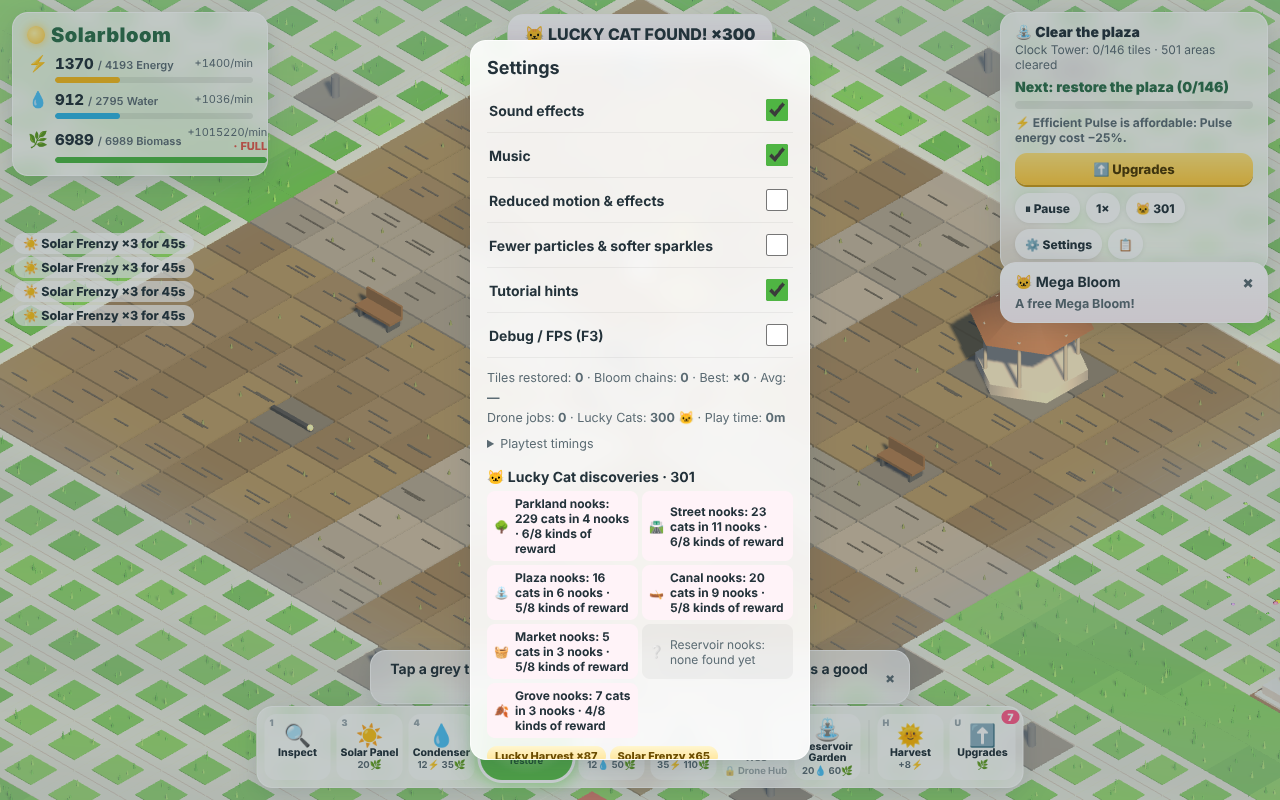 Solarbloom
1370 / 4193 Energy +1400/min
912 / 2795 Water +1036/min
6989 / 6989 Biomass +1015220/min · FULL
Solar Frenzy ×3 for 45s
Solar Frenzy ×3 for 45s
Solar Frenzy ×3 for 45s
Solar Frenzy ×3 for 45s
LUCKY CAT FOUND! ×300
Settings
Sound effects
Music
Reduced motion & effects
Fewer particles & softer sparkles
Tutorial hints
Debug / FPS (F3)
Tiles restored: 0 · Bloom chains: 0 · Best: ×0 · Avg:
—
Drone jobs: 0 · Lucky Cats: 300 · Play time: 0m
Playtest timings
Lucky Cat discoveries · 301
Parkland nooks:
229 cats in 4 nooks
· 6/8 kinds of
reward
Street nooks: 23
cats in 11 nooks ·
6/8 kinds of reward
Plaza nooks: 16
cats in 6 nooks ·
5/8 kinds of reward
Canal nooks: 20
cats in 9 nooks ·
5/8 kinds of reward
Market nooks: 5
cats in 3 nooks ·
5/8 kinds of reward
Reservoir nooks:
none found yet
Grove nooks: 7 cats
in 3 nooks · 4/8
kinds of reward
Lucky Harvest ×87
Solar Frenzy ×65
Clear the plaza
Clock Tower: 0/146 tiles · 501 areas
cleared
Next: restore the plaza (0/146)
Efficient Pulse is affordable: Pulse
energy cost −25%.
Upgrades
Pause
1×
301
Settings
Mega Bloom ×
A free Mega Bloom!
Tap a grey t
s a good ×
1
Inspect
3
Solar Panel
20
4
Condenser
12 35
restore
12 50
35 110
Drone Hub
eservoir
Garden
20 60
H
Harvest
+8
U
7
Upgrades